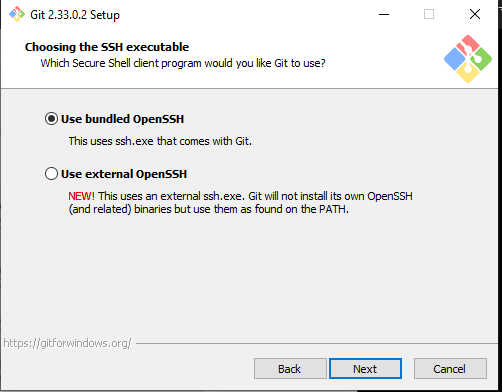 Git 2.33.0.2 Setup
Choosing the SSH executable
Which Secure Shell client program would you like Git to use?
Use bundled OpenSSH
This uses ssh.exe that comes with Git.
Use external OpenSSH
NEW! This uses an external ssh.exe. Git will not install its own OpenSSH
(and related) binaries but use them as found on the PATH.
https://gitforwindows.org/
Back Next Cancel